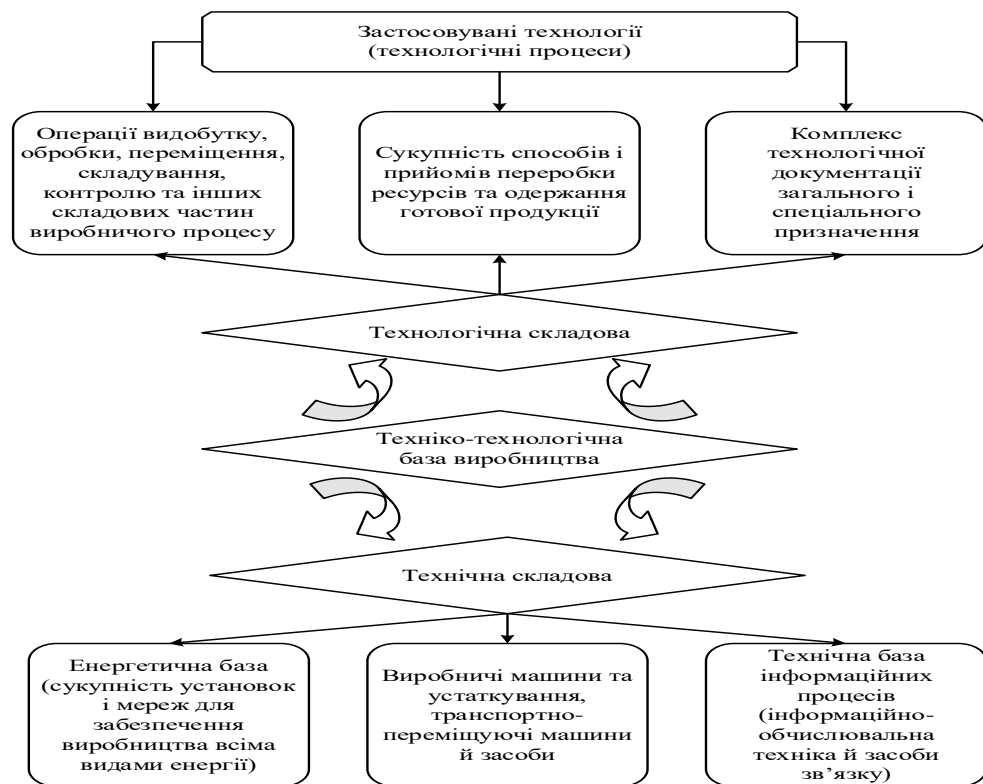 Застосовувані технології
(технологічні процеси)
Операції видобутку,
обробки, переміщення,
складування,
контролю та інших
складових частин
виробничого процесу
Сукупність способів і
прийомів переробки
ресурсів та одержання
готової продукції
Комплекс
технологічної
документації
загального і
спеціального
призначення
Технологічна складова
Техніко-технологічна
база виробництва
Технічна складова
Енергетична база
(сукупність установок
і мереж для
забезпечення
виробництва всіма
видами енергії)
Виробничі машини та
устаткування,
транспортно-
переміщуючі машини
й засоби
Технічна база
інформаційних
процесів
(інформаційно-
обчислювальна
техніка й засоби
зв’язку)